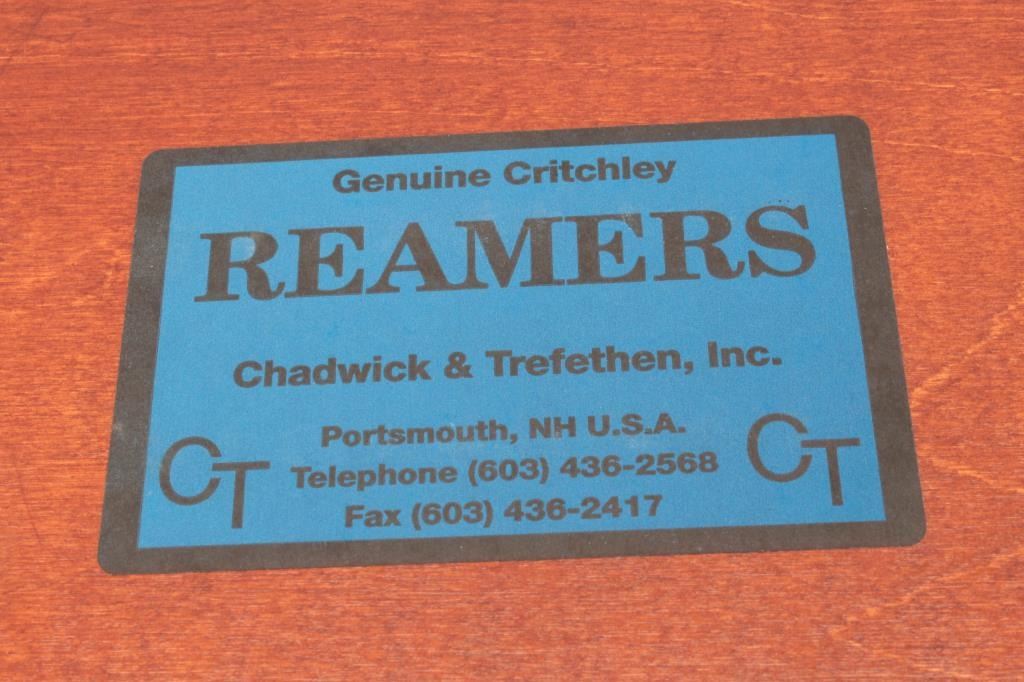 Genuine Critchley
REAMERS
Chadwick & Trefethen, Inc.
Portsmouth, NH U.S.A.
Telephone (603) 436-2568
Fax (603) 436-2417
CT
CT